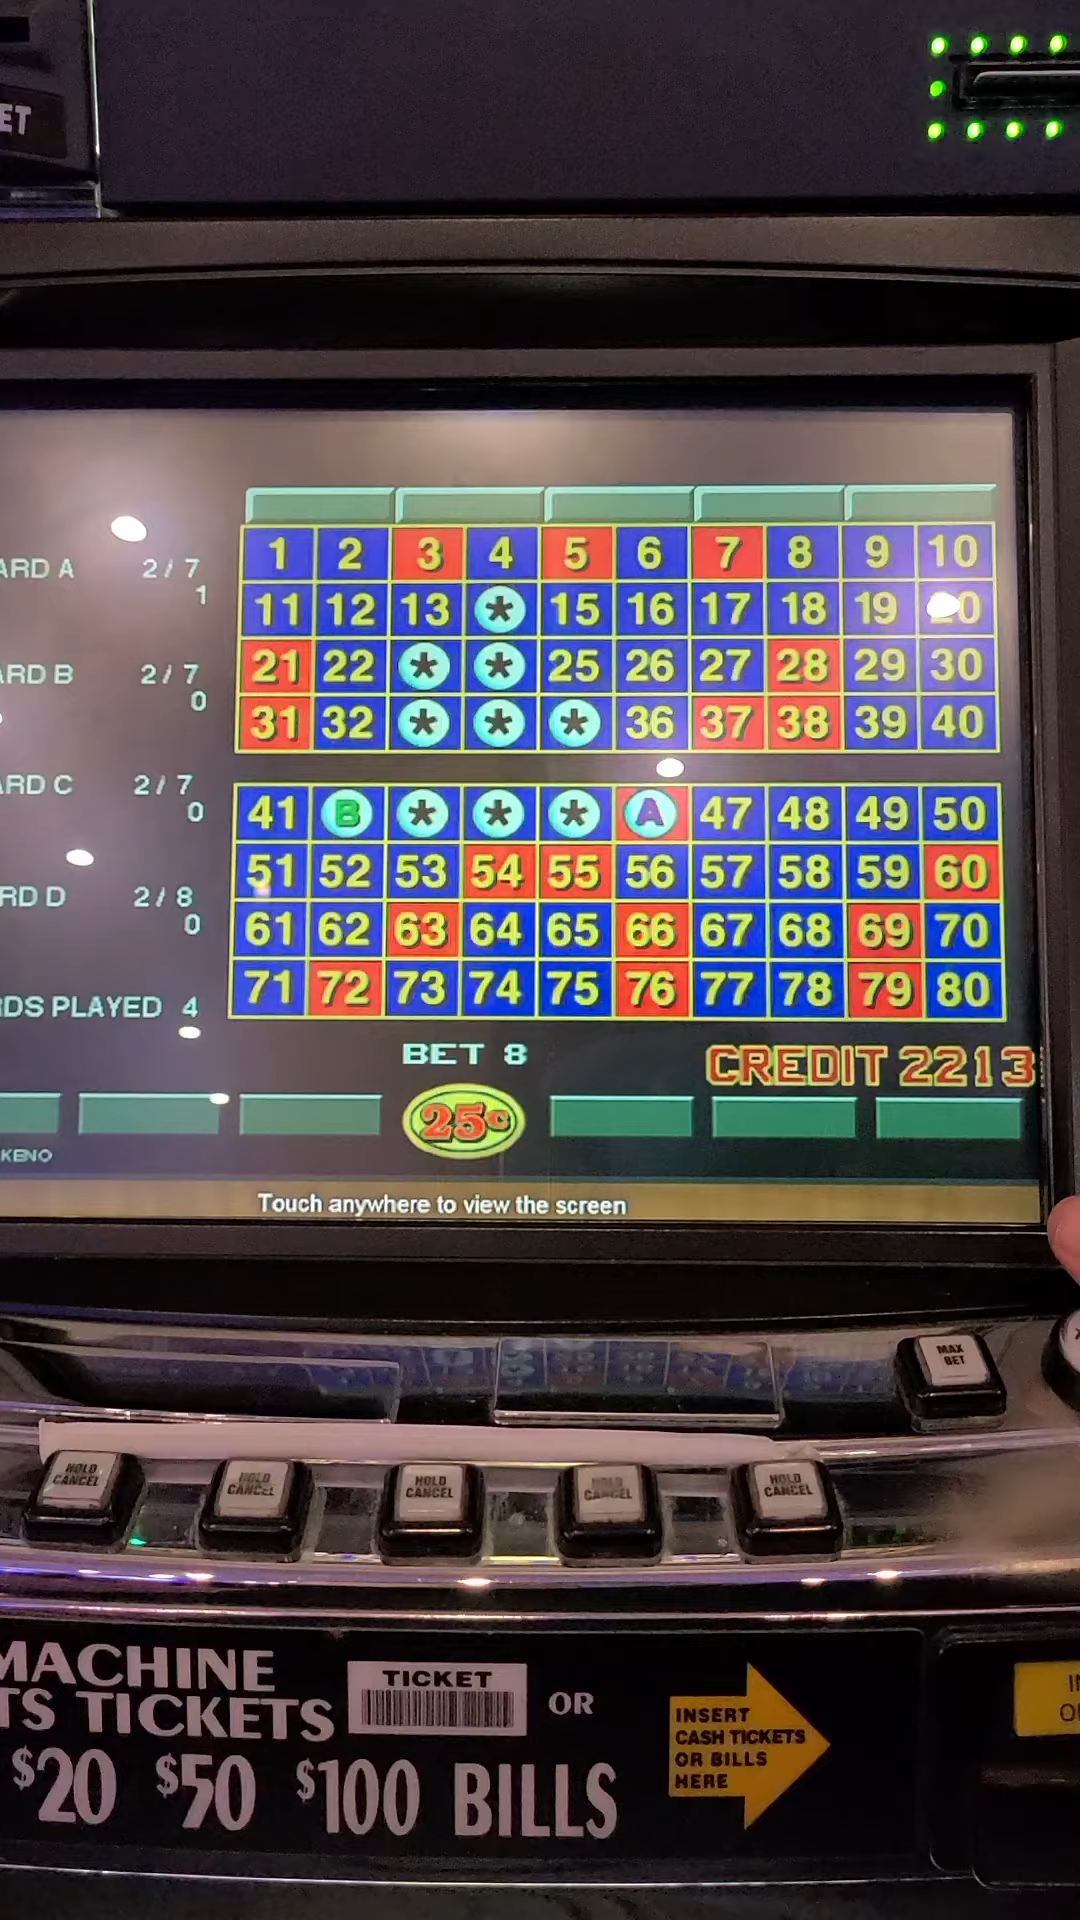 ET
ARD A 2/7
1
ARD B 2/7
0
ARD C 2/7
0
RD D 2/8
0
RDS PLAYED 4
1 2 3 4 5 6 7 8 9 10
11 12 13 * 15 16 17 18 19 20
21 22 * * 25 26 27 28 29 30
31 32 * * * 36 37 38 39 40
41 B * * * A 47 48 49 50
51 52 53 54 55 56 57 58 59 60
61 62 63 64 65 66 67 68 69 70
71 72 73 74 75 76 77 78 79 80
BET 8
CREDIT 2213
25¢
KENO
Touch anywhere to view the screen
MAX
BET
HOLD
CANCEL
HOLD
CANCEL
HOLD
CANCEL
HOLD
CANCEL
HOLD
CANCEL
MACHINE
TS TICKETS
TICKET
OR
$20 $50 $100 BILLS
INSERT
CASH TICKETS
OR BILLS
HERE